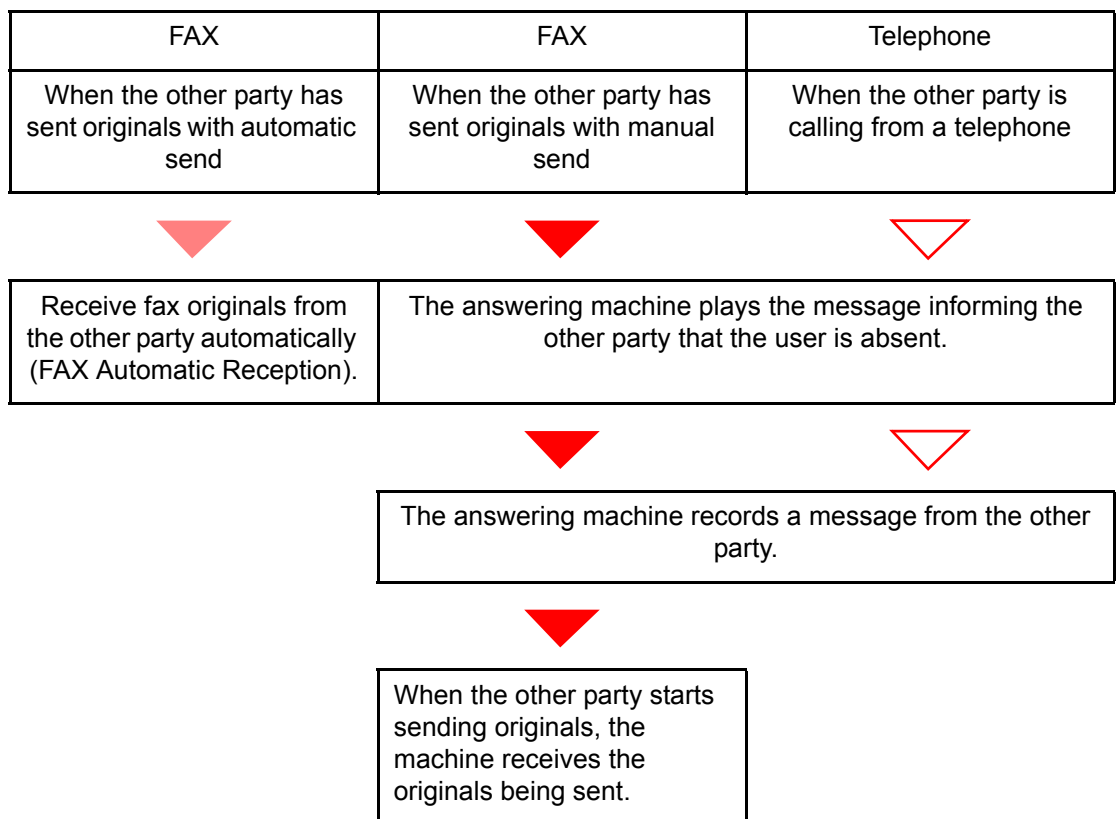 FAX
FAX
Telephone
When the other party has
sent originals with automatic
send
When the other party has
sent originals with manual
send
When the other party is
calling from a telephone
Receive fax originals from
the other party automatically
(FAX Automatic Reception).
The answering machine plays the message informing the
other party that the user is absent.
The answering machine records a message from the other
party.
When the other party starts
sending originals, the
machine receives the
originals being sent.